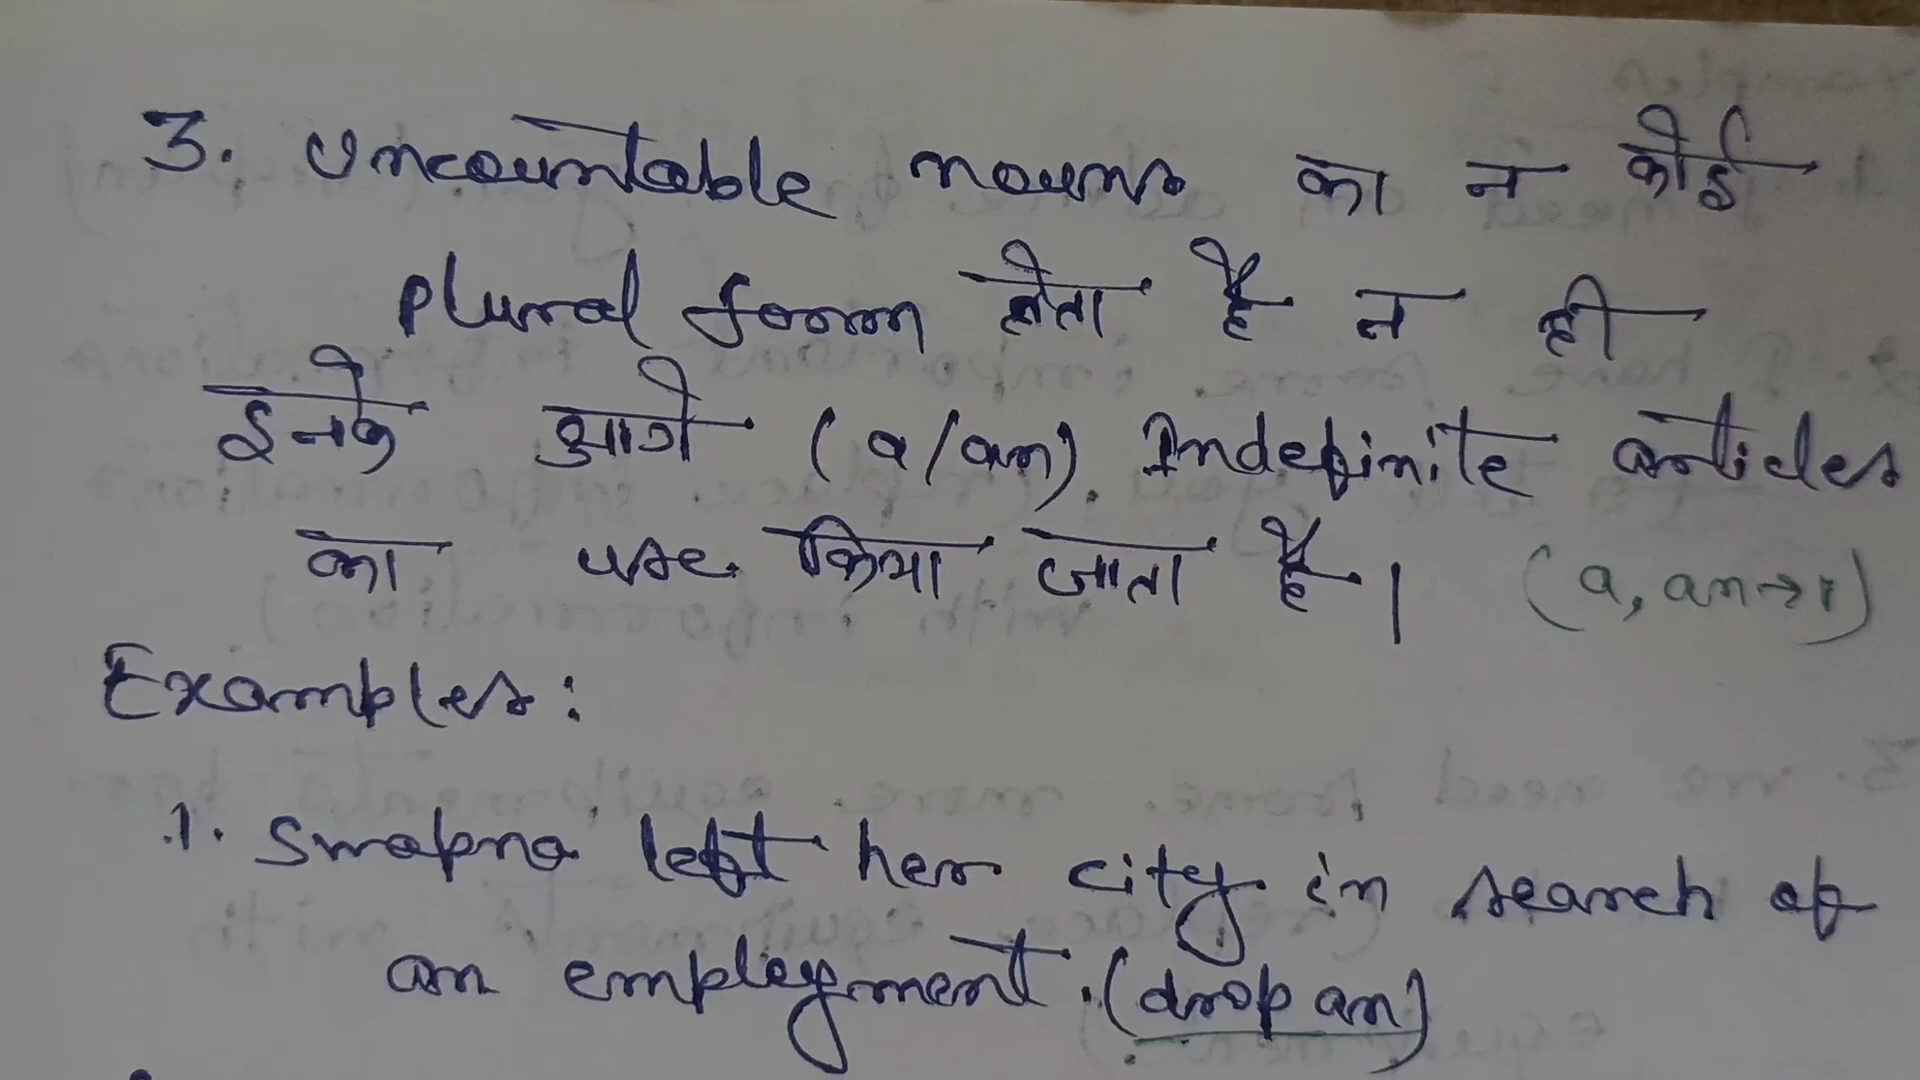 3. Uncountable nouns का न कोई
Plural form होता है न ही
इनके आगे (a/an) Indefinite articles
का use किया जाता है। (a, an→1)
Examples:
1. Swapna left her city in search of
an employment. (drop an)